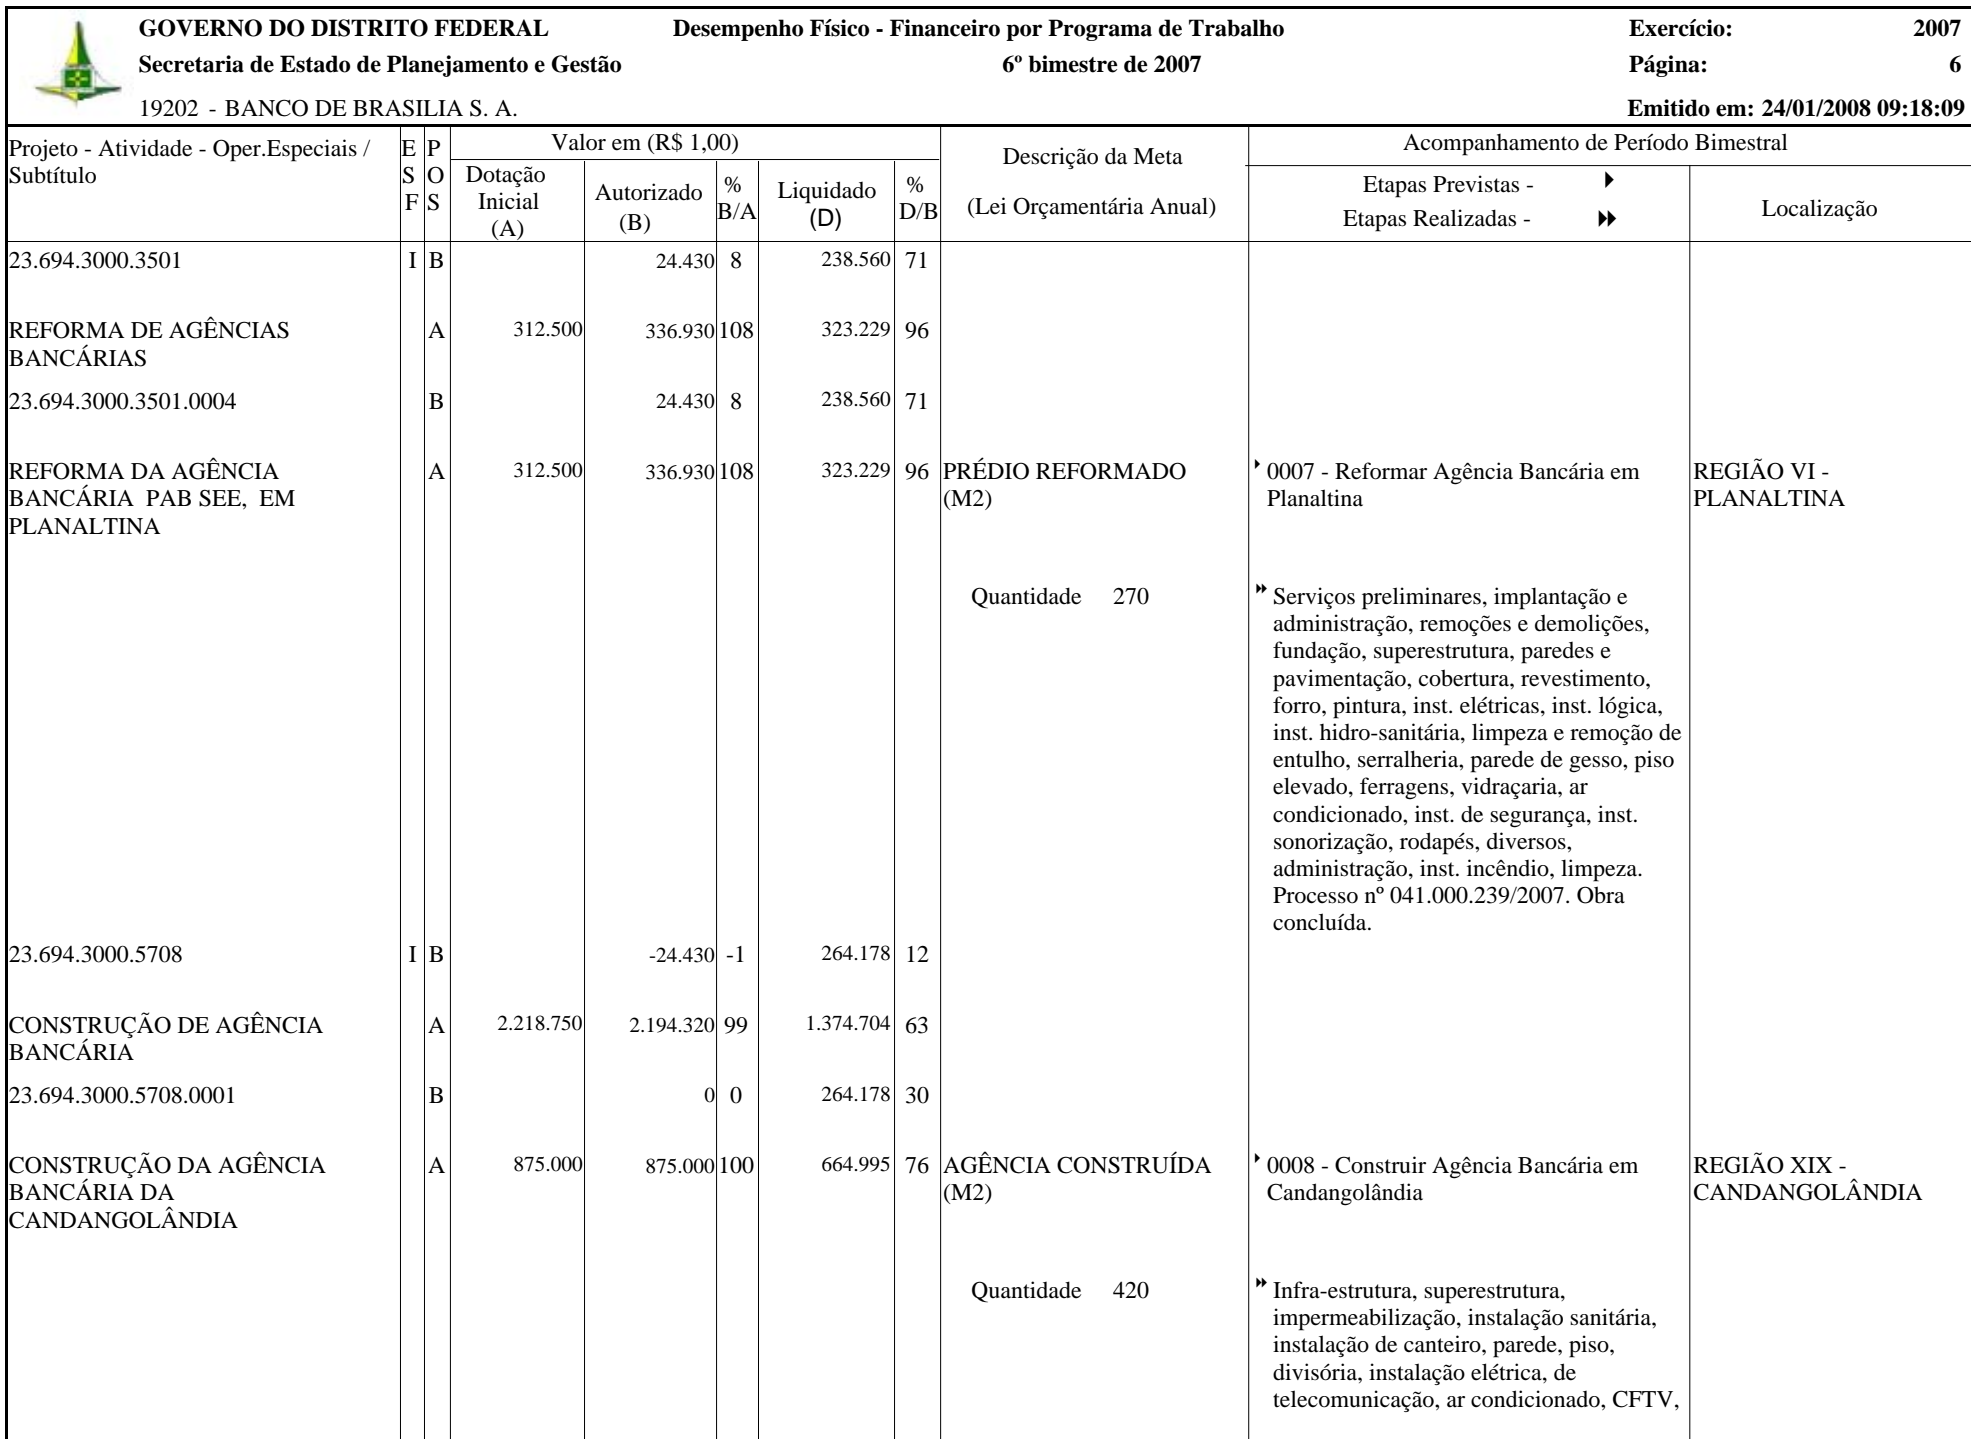 GOVERNO DO DISTRITO FEDERAL Desempenho Físico - Financeiro por Programa de Trabalho Exercício: 2007
Secretaria de Estado de Planejamento e Gestão 6º bimestre de 2007 Página: 6
19202 - BANCO DE BRASILIA S. A. Emitido em: 24/01/2008 09:18:09
Projeto - Atividade - Oper.Especiais /
Subtítulo
E
S
F
P
O
S
Valor em (R$ 1,00)
Dotação
Inicial
(A)
Autorizado
(B)
%
B/A
Liquidado
(D)
%
D/B
Descrição da Meta
(Lei Orçamentária Anual)
Acompanhamento de Período Bimestral
Etapas Previstas -
Etapas Realizadas -
Localização
23.694.3000.3501 I B 24.430 8 238.560 71
REFORMA DE AGÊNCIAS A 312.500 336.930 108 323.229 96
BANCÁRIAS
23.694.3000.3501.0004 B 24.430 8 238.560 71
REFORMA DA AGÊNCIA A 312.500 336.930 108 323.229 96 PRÉDIO REFORMADO 0007 - Reformar Agência Bancária em REGIÃO VI -
BANCÁRIA PAB SEE, EM (M2) Planaltina PLANALTINA
PLANALTINA
Quantidade 270 Serviços preliminares, implantação e
administração, remoções e demolições,
fundação, superestrutura, paredes e
pavimentação, cobertura, revestimento,
forro, pintura, inst. elétricas, inst. lógica,
inst. hidro-sanitária, limpeza e remoção de
entulho, serralheria, parede de gesso, piso
elevado, ferragens, vidraçaria, ar
condicionado, inst. de segurança, inst.
sonorização, rodapés, diversos,
administração, inst. incêndio, limpeza.
Processo nº 041.000.239/2007. Obra
concluída.
23.694.3000.5708 I B -24.430 -1 264.178 12
CONSTRUÇÃO DE AGÊNCIA A 2.218.750 2.194.320 99 1.374.704 63
BANCÁRIA
23.694.3000.5708.0001 B 0 0 264.178 30
CONSTRUÇÃO DA AGÊNCIA A 875.000 875.000 100 664.995 76 AGÊNCIA CONSTRUÍDA 0008 - Construir Agência Bancária em REGIÃO XIX -
BANCÁRIA DA (M2) Candangolândia CANDANGOLÂNDIA
CANDANGOLÂNDIA
Quantidade 420 Infra-estrutura, superestrutura,
impermeabilização, instalação sanitária,
instalação de canteiro, parede, piso,
divisória, instalação elétrica, de
telecomunicação, ar condicionado, CFTV,